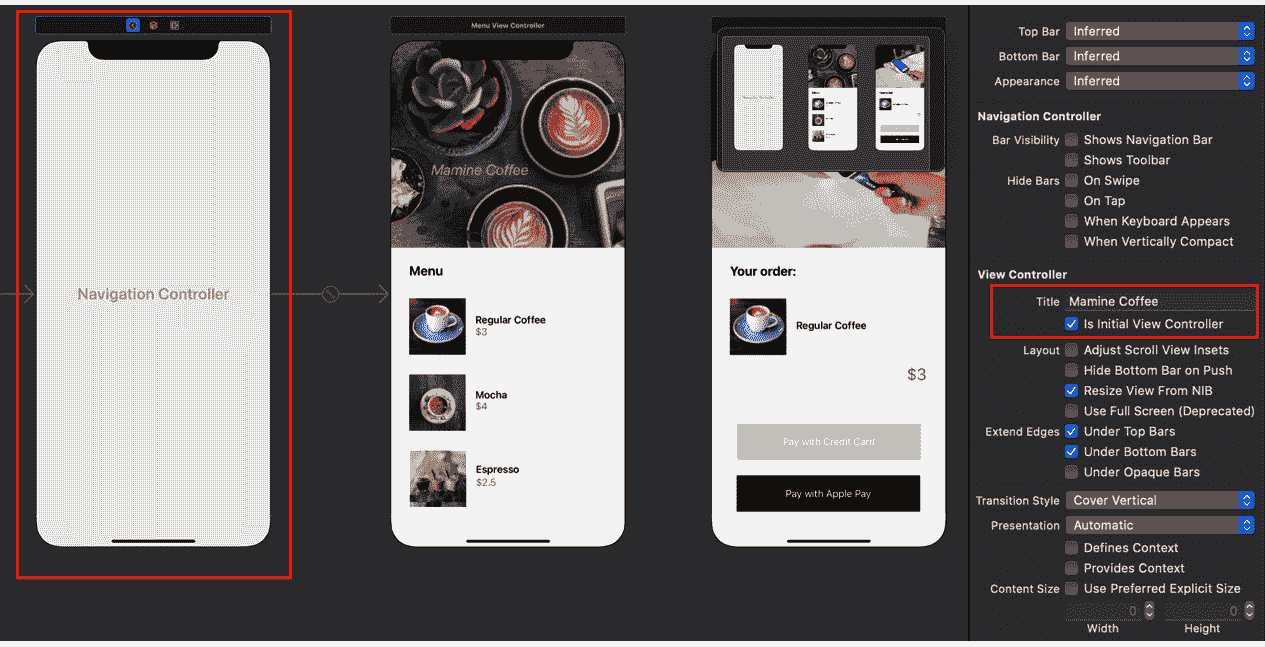 Navigation Controller
Menu View Controller
Mamine Coffee
Menu
Regular Coffee
$3
Mocha
$4
Espresso
$2.5
Your order:
Regular Coffee
$3
Pay with Credit Card
Pay with Apple Pay
Top Bar Inferred
Bottom Bar Inferred
Appearance Inferred
Navigation Controller
Bar Visibility Shows Navigation Bar
Shows Toolbar
Hide Bars On Swipe
On Tap
When Keyboard Appears
When Vertically Compact
View Controller
Title Mamine Coffee
Is Initial View Controller
Layout Adjust Scroll View Insets
Hide Bottom Bar on Push
Resize View From NIB
Use Full Screen (Deprecated)
Extend Edges Under Top Bars
Under Bottom Bars
Under Opaque Bars
Transition Style Cover Vertical
Presentation Automatic
Defines Context
Provides Context
Content Size Use Preferred Explicit Size
0 0
Width Height